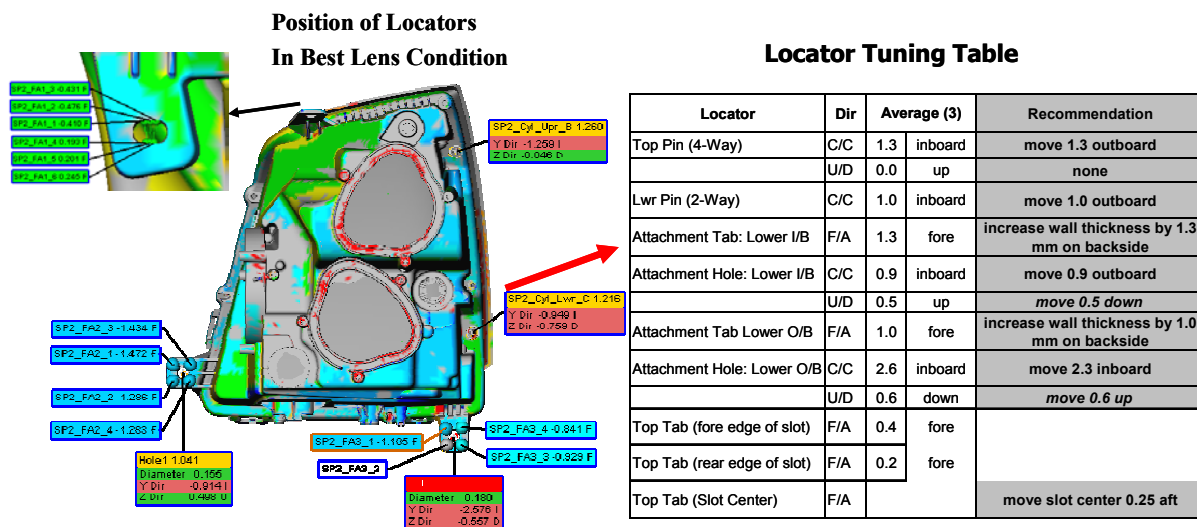 Position of Locators
In Best Lens Condition
Locator Tuning Table
SP2_FA1_3 -0.431 F
SP2_FA1_2 -0.476 F
SP2_FA1_1 -0.410 F
SP2_FA1_4 0.193 F
SP2_FA1_5 0.201 F
SP2_FA1_6 0.245 F
SP2_Cyl_Upr_B 1.260
Y Dir -1.259 I
Z Dir -0.046 D
SP2_Cyl_Lwr_C 1.216
Y Dir -0.949 I
Z Dir -0.759 D
SP2_FA2_3 -1.434 F
SP2_FA2_1 -1.472 F
SP2_FA2_2 -1.286 F
SP2_FA2_4 -1.283 F
Hole1 1.041
Diameter 0.155
Y Dir -0.914 I
Z Dir 0.498 U
SP2_FA3_1 -1.105 F
SP2_FA3_2
SP2_FA3_4 -0.841 F
SP2_FA3_3 -0.929 F
Diameter 0.180
Y Dir -2.576 I
Z Dir -0.557 D
Locator Dir Average (3) Recommendation
Top Pin (4-Way) C/C 1.3 inboard move 1.3 outboard
U/D 0.0 up none
Lwr Pin (2-Way) C/C 1.0 inboard move 1.0 outboard
Attachment Tab: Lower I/B F/A 1.3 fore increase wall thickness by 1.3
mm on backside
Attachment Hole: Lower I/B C/C 0.9 inboard move 0.9 outboard
U/D 0.5 up move 0.5 down
Attachment Tab Lower O/B F/A 1.0 fore increase wall thickness by 1.0
mm on backside
Attachment Hole: Lower O/B C/C 2.6 inboard move 2.3 inboard
U/D 0.6 down move 0.6 up
Top Tab (fore edge of slot) F/A 0.4 fore
Top Tab (rear edge of slot) F/A 0.2 fore
Top Tab (Slot Center) F/A move slot center 0.25 aft